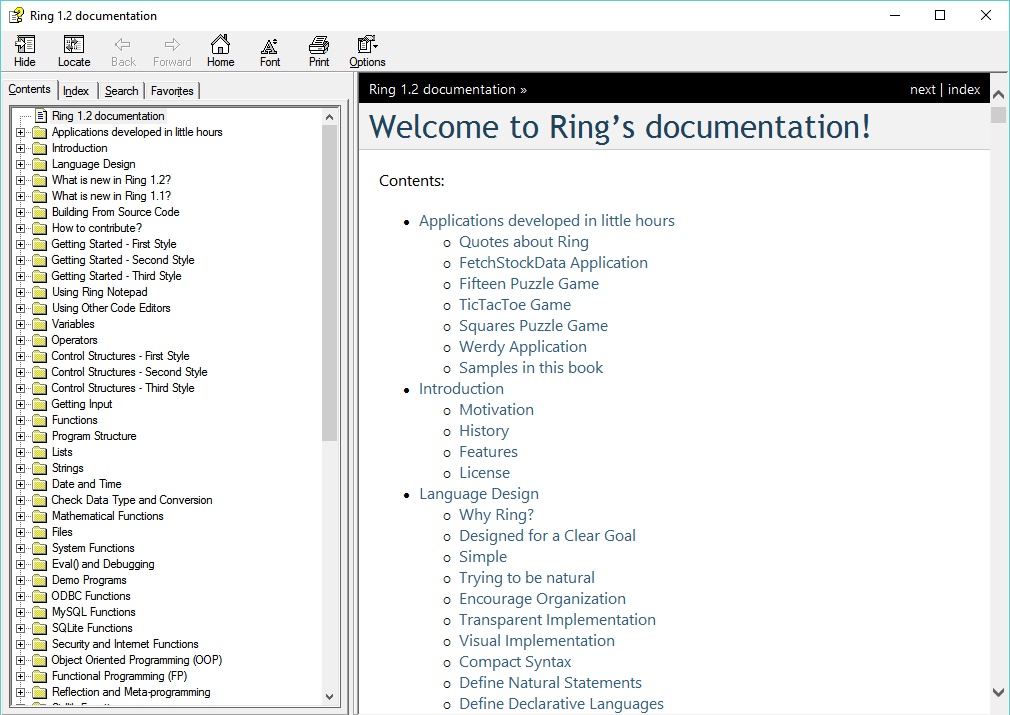 Ring 1.2 documentation
Hide Locate Back Forward Home Font Print Options
Contents Index Search Favorites
Ring 1.2 documentation
Applications developed in little hours
Introduction
Language Design
What is new in Ring 1.2?
What is new in Ring 1.1?
Building From Source Code
How to contribute?
Getting Started - First Style
Getting Started - Second Style
Getting Started - Third Style
Using Ring Notepad
Using Other Code Editors
Variables
Operators
Control Structures - First Style
Control Structures - Second Style
Control Structures - Third Style
Getting Input
Functions
Program Structure
Lists
Strings
Date and Time
Check Data Type and Conversion
Mathematical Functions
Files
System Functions
Eval() and Debugging
Demo Programs
ODBC Functions
MySQL Functions
SQLite Functions
Security and Internet Functions
Object Oriented Programming (OOP)
Functional Programming (FP)
Reflection and Meta-programming
Ring 1.2 documentation »
next | index
Welcome to Ring’s documentation!
Contents:
Applications developed in little hours
Quotes about Ring
FetchStockData Application
Fifteen Puzzle Game
TicTacToe Game
Squares Puzzle Game
Werdy Application
Samples in this book
Introduction
Motivation
History
Features
License
Language Design
Why Ring?
Designed for a Clear Goal
Simple
Trying to be natural
Encourage Organization
Transparent Implementation
Visual Implementation
Compact Syntax
Define Natural Statements
Define Declarative Languages